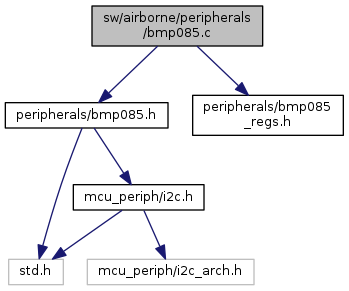 sw/airborne/peripherals
/bmp085.c
peripherals/bmp085.h
peripherals/bmp085
_regs.h
mcu_periph/i2c.h
std.h
mcu_periph/i2c_arch.h